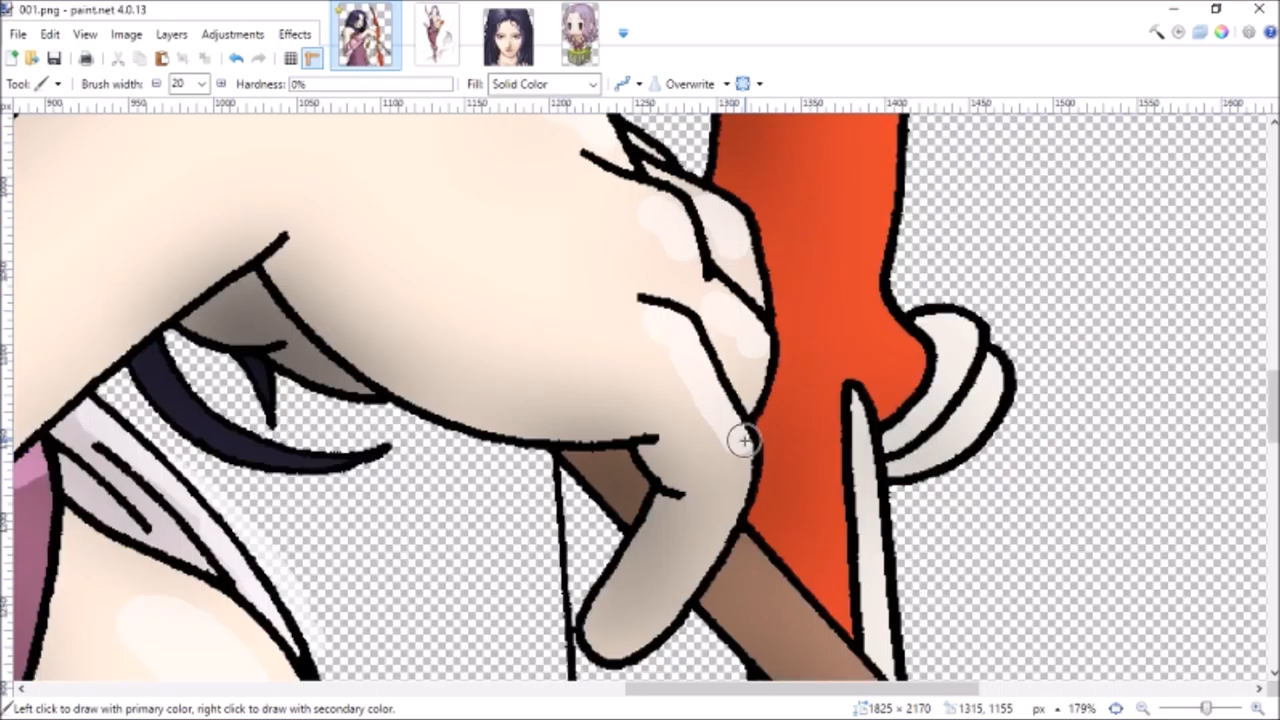 001.png - paint.net 4.0.13
File Edit View Image Layers Adjustments Effects
Tool: Brush width: 20 Hardness: 0% Fill: Solid Color Overwrite
px 900 950 1000 1050 1100 1150 1200 1250 1300 1350 1400 1450 1500 1550 1600
Left click to draw with primary color, right click to draw with secondary color. 1825 × 2170 1315, 1155 px 179%